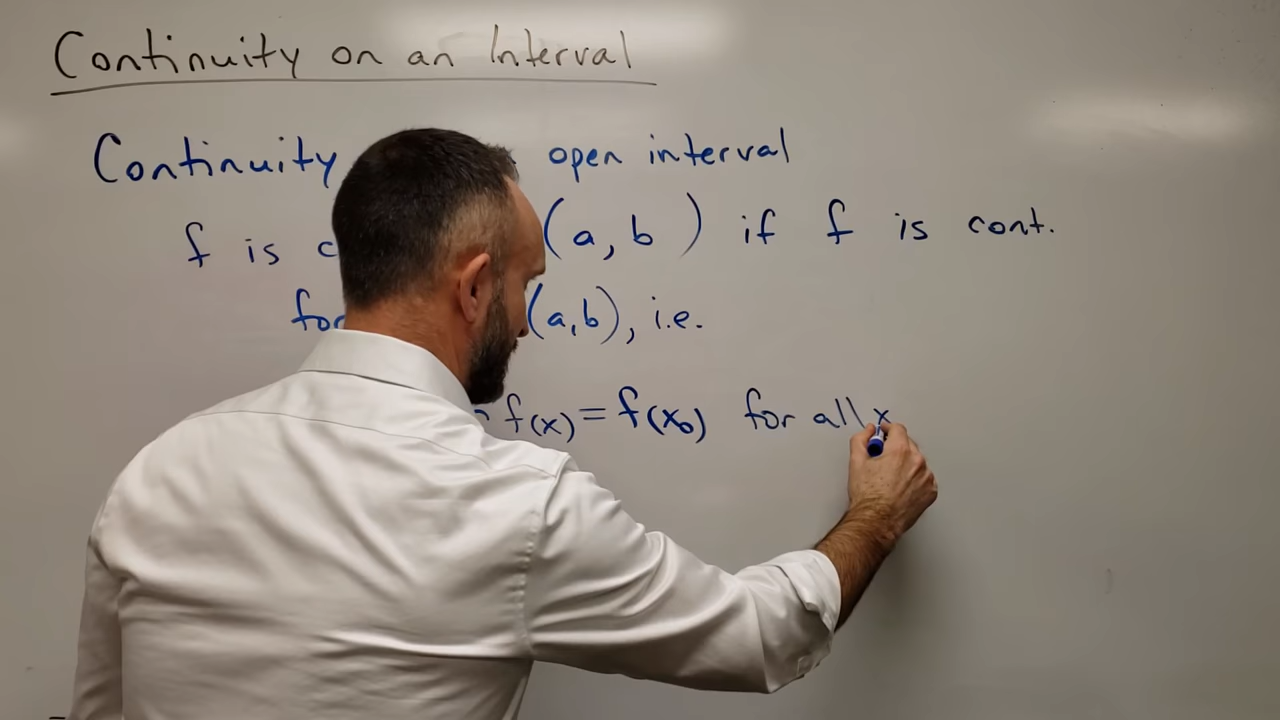 Continuity on an Interval
Continuity open interval
f is (a, b) if f is cont.
for (a,b), i.e.
f(x) = f(x₀) for all x